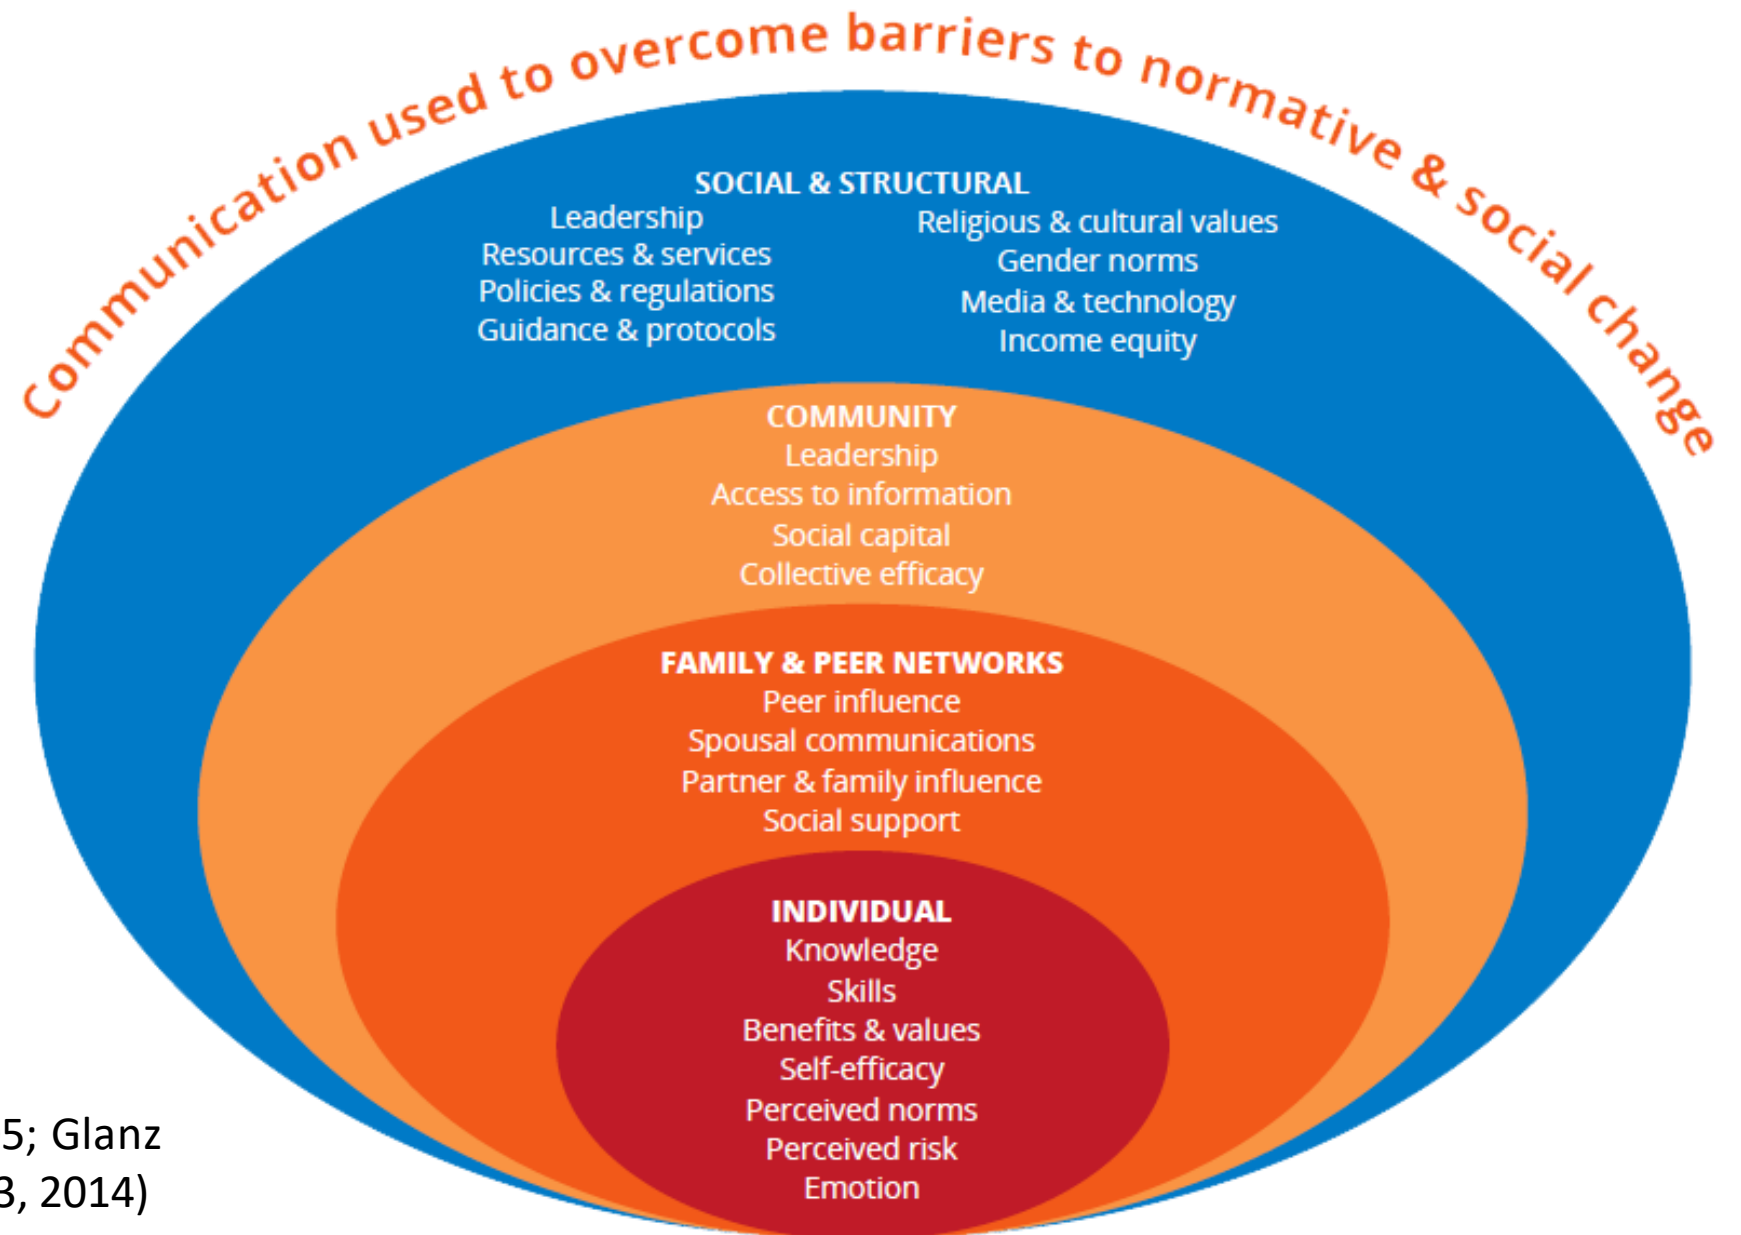 Communication used to overcome barriers to normative & social change
SOCIAL & STRUCTURAL
Leadership
Resources & services
Policies & regulations
Guidance & protocols
Religious & cultural values
Gender norms
Media & technology
Income equity
COMMUNITY
Leadership
Access to information
Social capital
Collective efficacy
FAMILY & PEER NETWORKS
Peer influence
Spousal communications
Partner & family influence
Social support
INDIVIDUAL
Knowledge
Skills
Benefits & values
Self-efficacy
Perceived norms
Perceived risk
Emotion
5; Glanz
3, 2014)